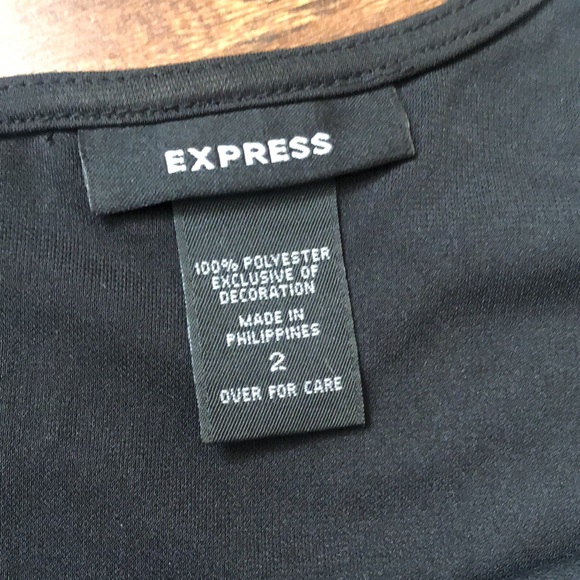 EXPRESS
100% POLYESTER
EXCLUSIVE OF
DECORATION
MADE IN
PHILIPPINES
2
OVER FOR CARE